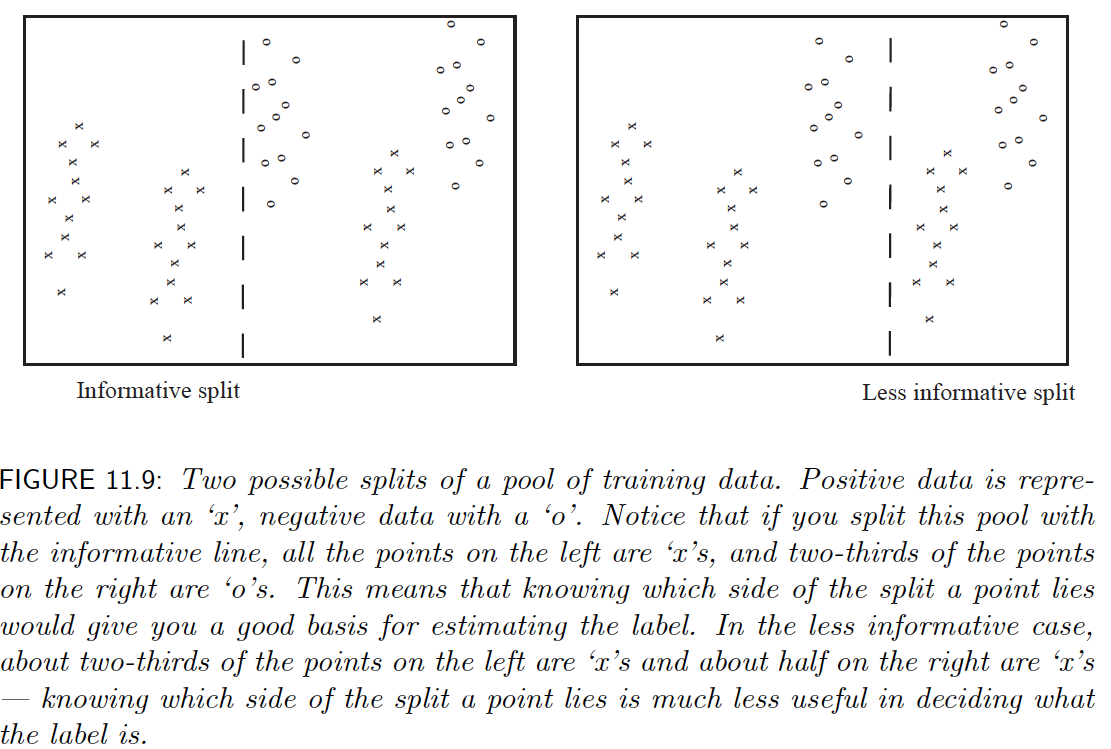 Informative split
Less informative split
FIGURE 11.9: Two possible splits of a pool of training data. Positive data is repre-
sented with an ‘x’, negative data with a ‘o’. Notice that if you split this pool with
the informative line, all the points on the left are ‘x’s, and two-thirds of the points
on the right are ‘o’s. This means that knowing which side of the split a point lies
would give you a good basis for estimating the label. In the less informative case,
about two-thirds of the points on the left are ‘x’s and about half on the right are ‘x’s
— knowing which side of the split a point lies is much less useful in deciding what
the label is.